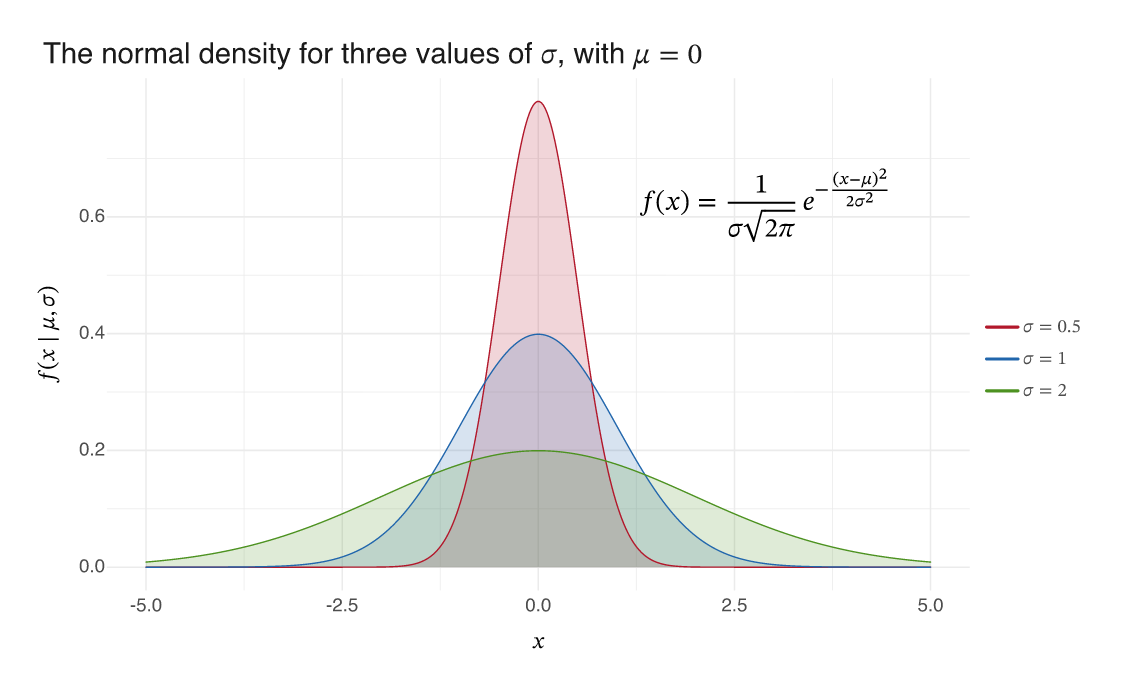 The normal density for three values of σ, with μ = 0
f(x) = 1/(σ√(2π)) e^(−(x−μ)²/(2σ²))
f(x | μ, σ)
0.6
0.4
0.2
0.0
-5.0 -2.5 0.0 2.5 5.0
x
σ = 0.5
σ = 1
σ = 2